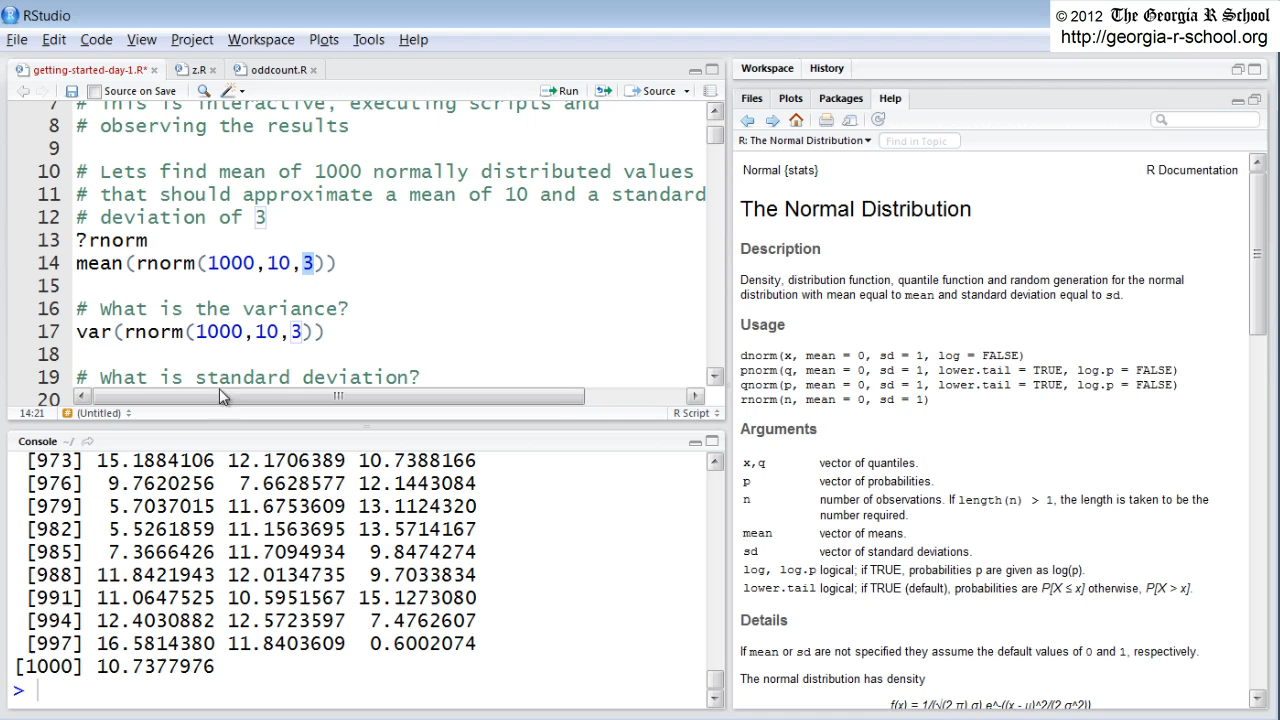 RStudio
© 2012 The Georgia R School
http://georgia-r-school.org
File Edit Code View Project Workspace Plots Tools Help
getting-started-day-1.R* × z.R × oddcount.R ×
Source on Save Run Source
7 # This is interactive, executing scripts and
8 # observing the results
9
10 # Lets find mean of 1000 normally distributed values
11 # that should approximate a mean of 10 and a standard
12 # deviation of 3
13 ?rnorm
14 mean(rnorm(1000,10,3))
15
16 # What is the variance?
17 var(rnorm(1000,10,3))
18
19 # What is standard deviation?
20
14:21 (Untitled) R Script
Console ~/
[973] 15.1884106 12.1706389 10.7388166
[976] 9.7620256 7.6628577 12.1443084
[979] 5.7037015 11.6753609 13.1124320
[982] 5.5261859 11.1563695 13.5714167
[985] 7.3666426 11.7094934 9.8474274
[988] 11.8421943 12.0134735 9.7033834
[991] 11.0647525 10.5951567 15.1273080
[994] 12.4030882 12.5723597 7.4762607
[997] 16.5814380 11.8403609 0.6002074
[1000] 10.7377976
>
Workspace History
Files Plots Packages Help
R: The Normal Distribution Find in Topic
Normal {stats} R Documentation
The Normal Distribution
Description
Density, distribution function, quantile function and random generation for the normal
distribution with mean equal to mean and standard deviation equal to sd.
Usage
dnorm(x, mean = 0, sd = 1, log = FALSE)
pnorm(q, mean = 0, sd = 1, lower.tail = TRUE, log.p = FALSE)
qnorm(p, mean = 0, sd = 1, lower.tail = TRUE, log.p = FALSE)
rnorm(n, mean = 0, sd = 1)
Arguments
x,q vector of quantiles.
p vector of probabilities.
n number of observations. If length(n) > 1, the length is taken to be the
number required.
mean vector of means.
sd vector of standard deviations.
log, log.p logical; if TRUE, probabilities p are given as log(p).
lower.tail logical; if TRUE (default), probabilities are P[X ≤ x] otherwise, P[X > x].
Details
If mean or sd are not specified they assume the default values of 0 and 1, respectively.
The normal distribution has density
f(x) = 1/(√(2 π) σ) e^-((x - μ)^2/(2 σ^2))